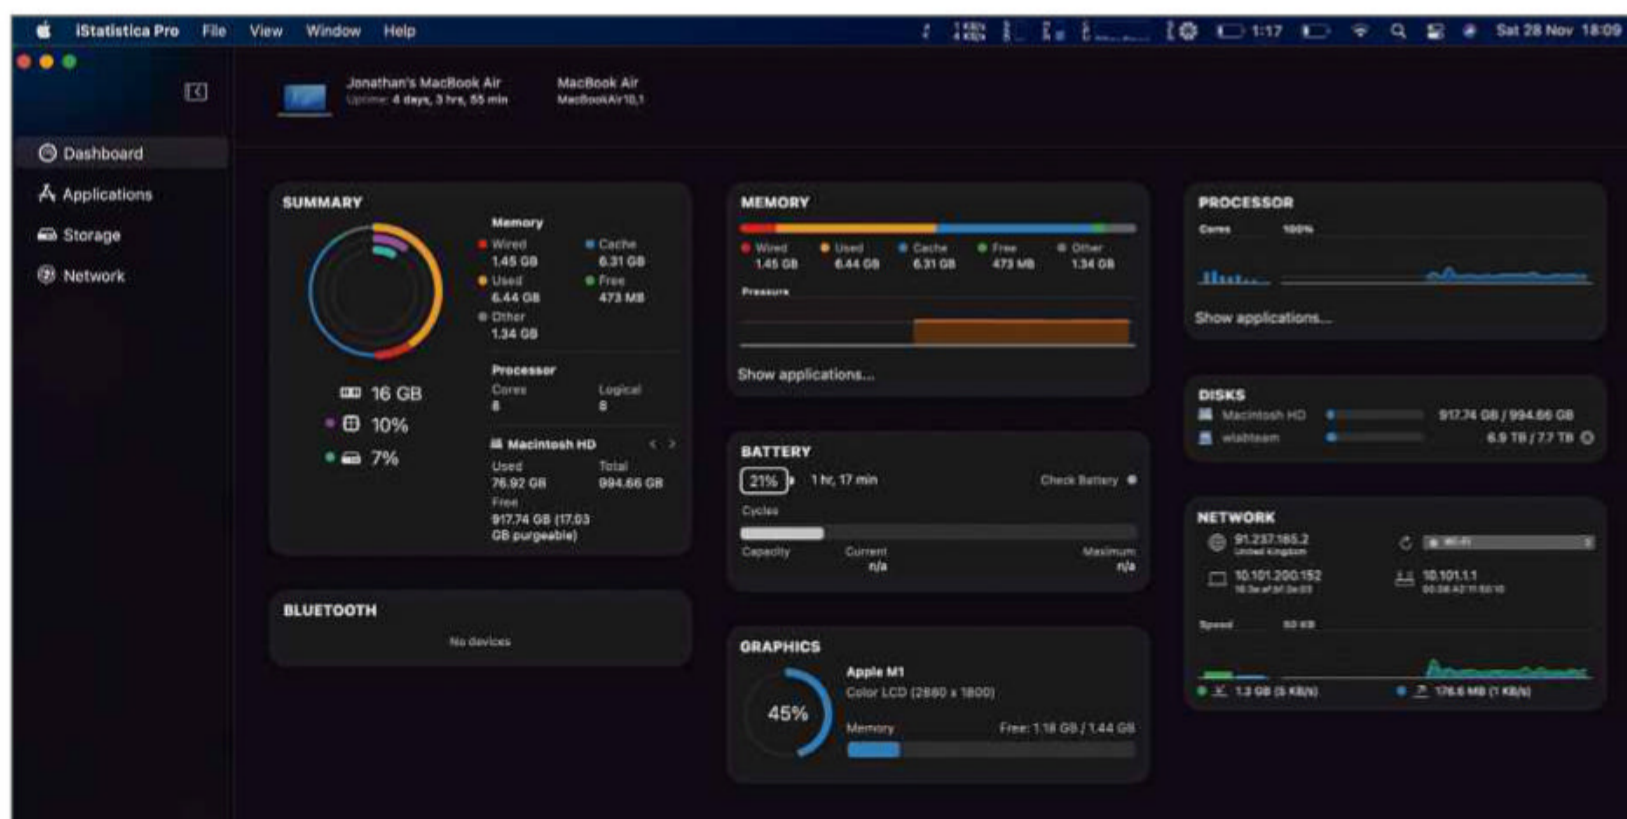 iStatistica Pro File View Window Help 1:17 Sat 28 Nov 18:09
Jonathan's MacBook Air
Uptime: 4 days, 3 hrs, 55 min
MacBook Air
MacBookAir10,1
Dashboard
Applications
Storage
Network
SUMMARY
Memory
Wired Cache
1.45 GB 6.31 GB
Used Free
6.44 GB 473 MB
Other
1.34 GB
16 GB
10%
7%
Processor
Cores Logical
8 8
Macintosh HD
Used Total
76.92 GB 994.66 GB
Free
917.74 GB (17.03
GB purgeable)
BLUETOOTH
No devices
MEMORY
Wired Used Cache Free Other
1.45 GB 6.44 GB 6.31 GB 473 MB 1.34 GB
Pressure
Show applications...
BATTERY
21% 1 hr, 17 min Check Battery
Cycles
Capacity Current Maximum
n/a n/a
GRAPHICS
45%
Apple M1
Color LCD (2880 x 1800)
Memory Free: 1.18 GB / 1.44 GB
PROCESSOR
Cores 100%
Show applications...
DISKS
Macintosh HD 917.74 GB / 994.66 GB
wlabteam 6.9 TB / 7.7 TB
NETWORK
91.237.165.2 Wi-Fi
United Kingdom
10.101.200.152 10.101.1.1
Speed 50 KB
1.3 GB (5 KB/s) 176.6 MB (1 KB/s)